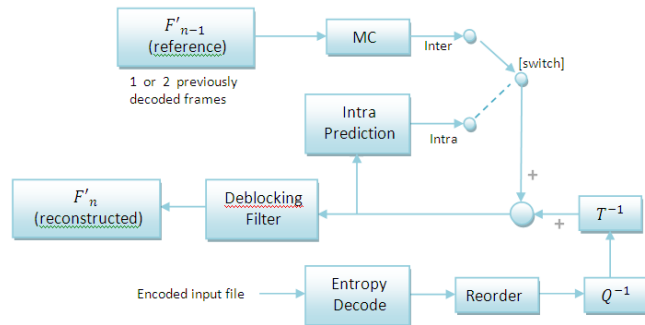 F′ₙ₋₁
(reference)
MC
Inter
[switch]
1 or 2 previously
decoded frames
Intra
Prediction
Intra
+
F′ₙ
(reconstructed)
Deblocking
Filter
+
T⁻¹
Encoded input file
Entropy
Decode
Reorder
Q⁻¹